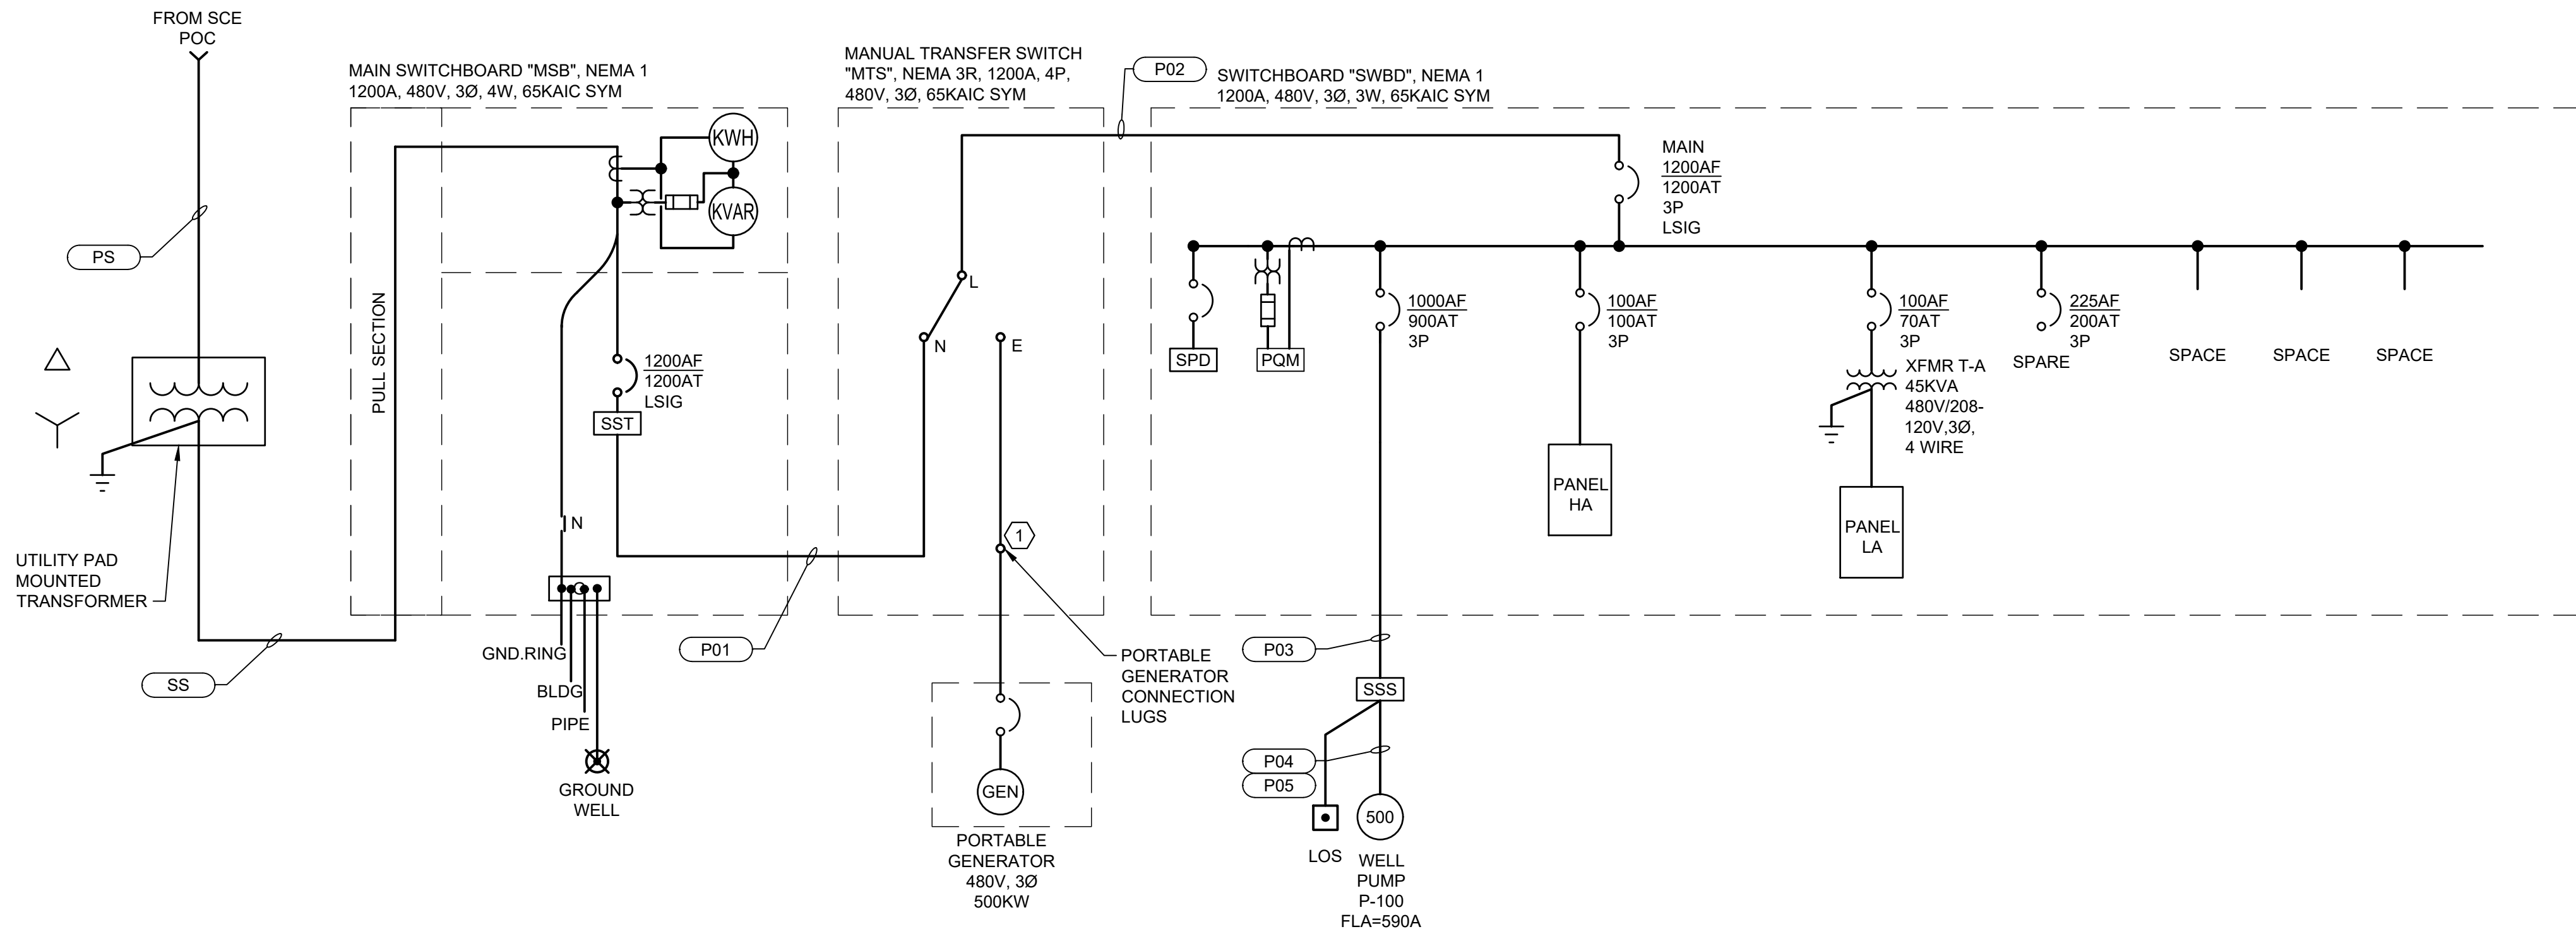 FROM SCE
POC
PS
UTILITY PAD
MOUNTED
TRANSFORMER
SS
MAIN SWITCHBOARD "MSB", NEMA 1
1200A, 480V, 3Ø, 4W, 65KAIC SYM
PULL SECTION
KWH
KVAR
1200AF
1200AT
LSIG
SST
N
GND.RING
BLDG
PIPE
GROUND
WELL
P01
MANUAL TRANSFER SWITCH
"MTS", NEMA 3R, 1200A, 4P,
480V, 3Ø, 65KAIC SYM
L
N
E
1
PORTABLE
GENERATOR
CONNECTION
LUGS
GEN
PORTABLE
GENERATOR
480V, 3Ø
500KW
P02
SWITCHBOARD "SWBD", NEMA 1
1200A, 480V, 3Ø, 3W, 65KAIC SYM
MAIN
1200AF
1200AT
3P
LSIG
SPD
PQM
1000AF
900AT
3P
P03
SSS
P04
P05
LOS
500
WELL
PUMP
P-100
FLA=590A
100AF
100AT
3P
PANEL
HA
100AF
70AT
3P
XFMR T-A
45KVA
480V/208-
120V,3Ø,
4 WIRE
PANEL
LA
225AF
200AT
3P
SPARE
SPACE
SPACE
SPACE